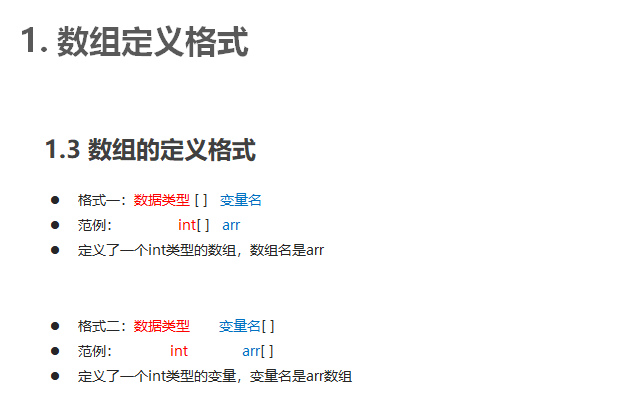 1. 数组定义格式
1.3 数组的定义格式
● 格式一：数据类型 [ ] 变量名
● 范例： int[ ] arr
● 定义了一个int类型的数组，数组名是arr
● 格式二：数据类型 变量名[ ]
● 范例： int arr[ ]
● 定义了一个int类型的变量，变量名是arr数组